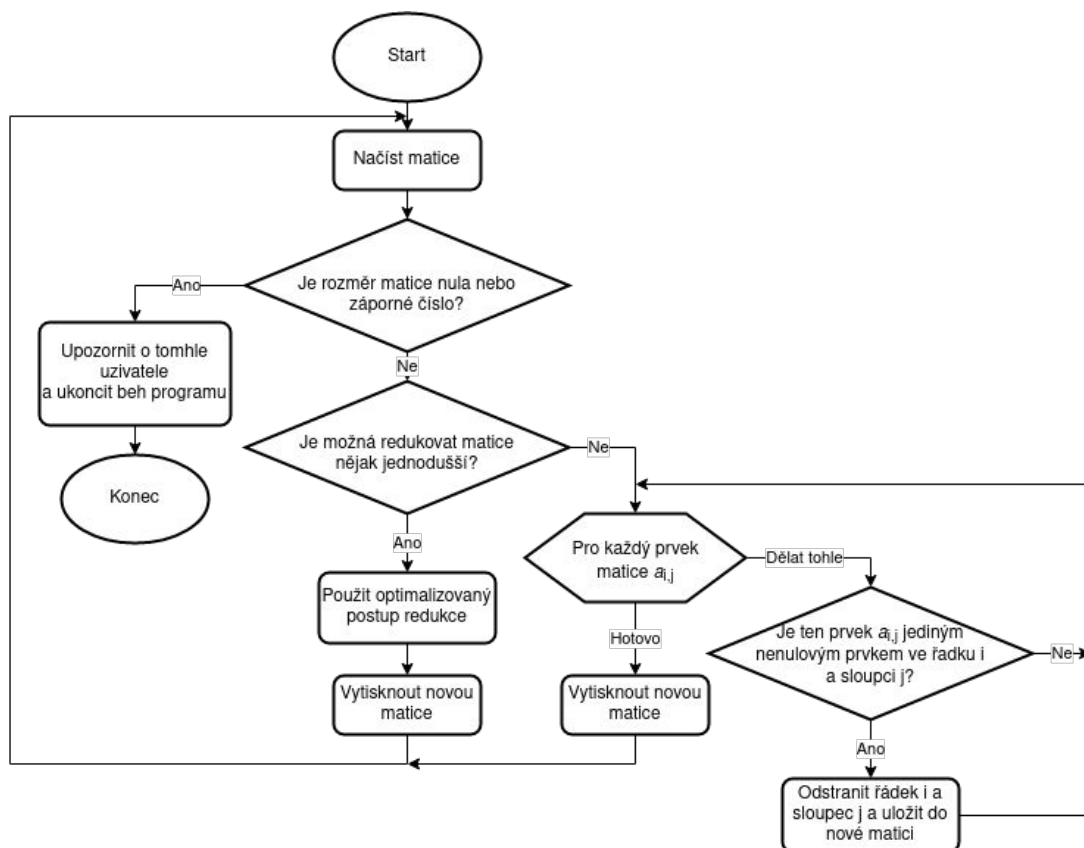 Start
Načíst matice
Je rozměr matice nula nebo
záporné číslo?
Ano
Upozornit o tomhle
uzivatele
a ukoncit beh programu
Konec
Ne
Je možná redukovat matice
nějak jednodušší?
Ne
Ano
Použit optimalizovaný
postup redukce
Vytisknout novou
matice
Pro každý prvek
matice ai,j
Dělat tohle
Hotovo
Vytisknout novou
matice
Je ten prvek ai,j jediným
nenulovým prvkem ve řadku i
a sloupci j?
Ne
Ano
Odstranit řádek i a
sloupec j a uložit do
nové matici